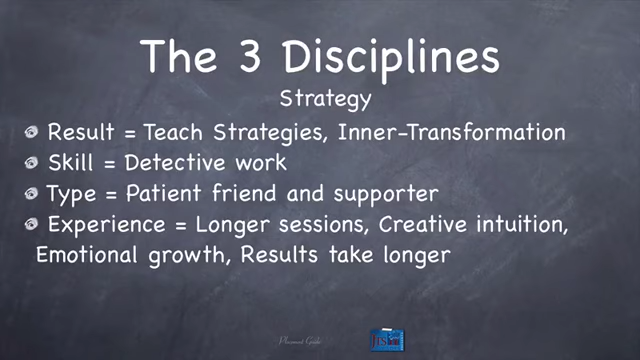 The 3 Disciplines
Strategy
Result = Teach Strategies, Inner-Transformation
Skill = Detective work
Type = Patient friend and supporter
Experience = Longer sessions, Creative intuition,
Emotional growth, Results take longer